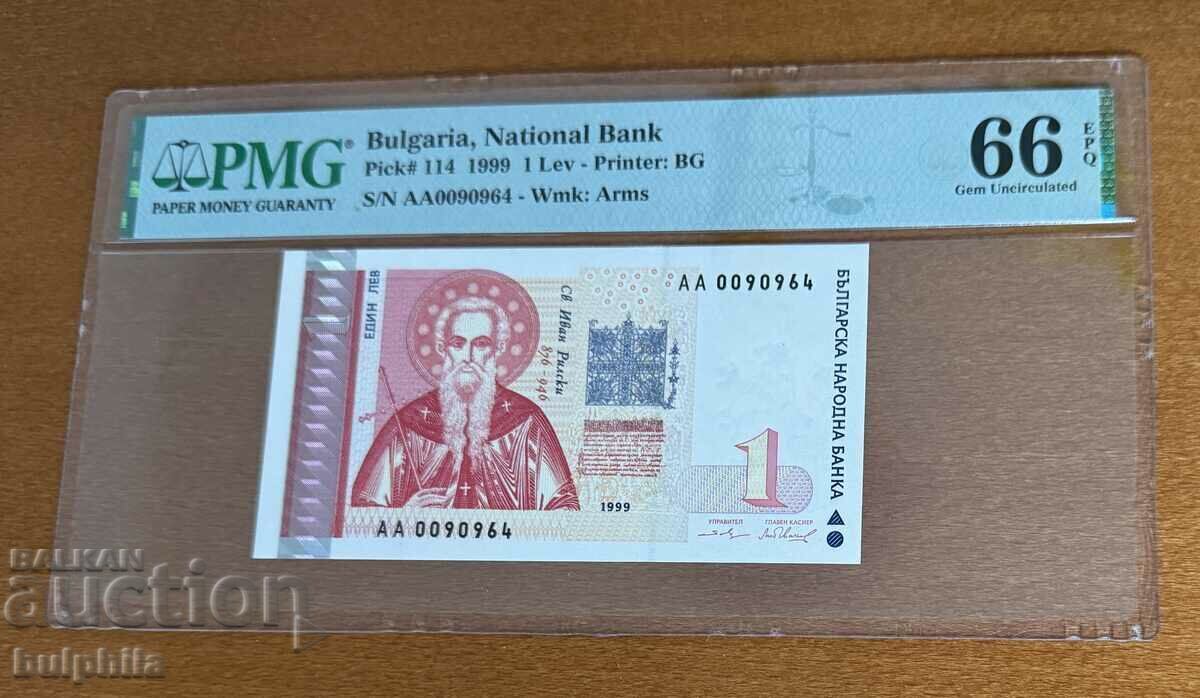 PMG®
PAPER MONEY GUARANTY
Bulgaria, National Bank
Pick# 114 1999 1 Lev - Printer: BG
S/N AA0090964 - Wmk: Arms
66
EPQ
Gem Uncirculated
ЕДИН ЛЕВ
Св Иван Рилски
876-946
АА 0090964
БЪЛГАРСКА НАРОДНА БАНКА
1
1999
УПРАВИТЕЛ
ГЛАВЕН КАСИЕР
АА 0090964
BALKAN
auction
bulphila